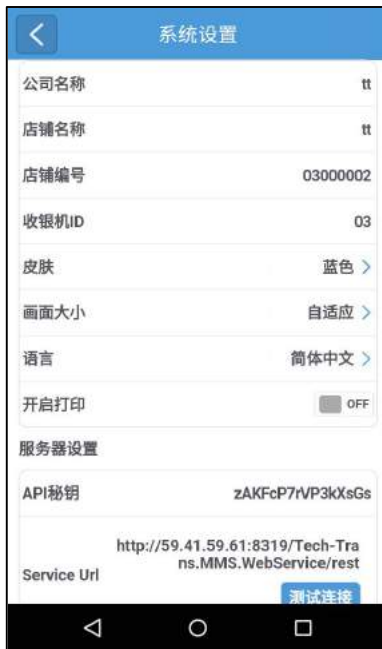 系统设置
公司名称 tt
店铺名称 tt
店铺编号 03000002
收银机ID 03
皮肤 蓝色
画面大小 自适应
语言 简体中文
开启打印 OFF
服务器设置
API秘钥 zAKFcP7rVP3kXsGs
Service Url http://59.41.59.61:8319/Tech-Tra
ns.MMS.WebService/rest
测试连接